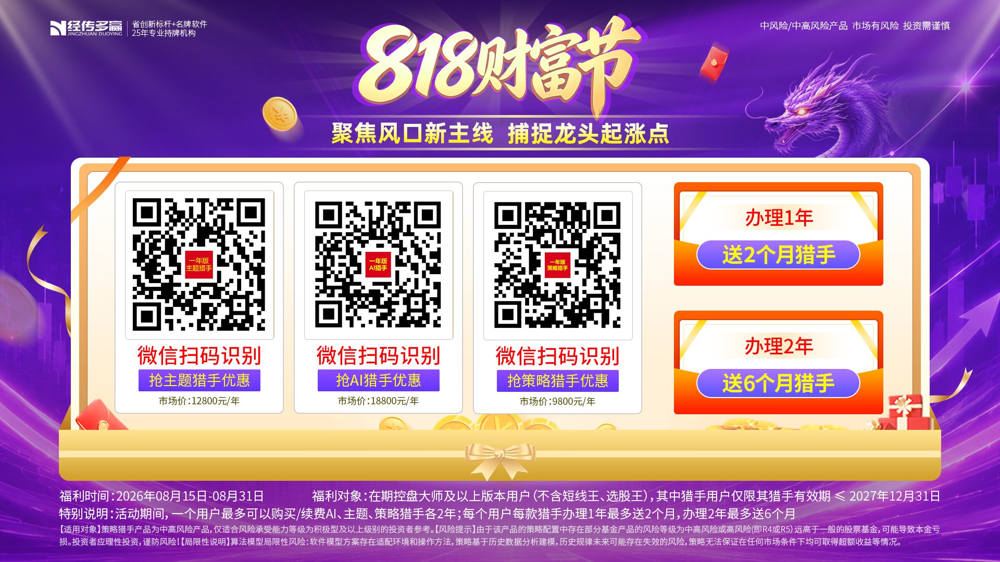 经传多赢
JINGZHUAN DUOYING
省创新标杆+名牌软件
25年专业持牌机构
中风险/中高风险产品 市场有风险 投资需谨慎
818财富节
聚焦风口新主线 捕捉龙头起涨点
一年版
主题猎手
微信扫码识别
抢主题猎手优惠
市场价:12800元/年
一年版
AI猎手
微信扫码识别
抢AI猎手优惠
市场价:18800元/年
一年版
策略猎手
微信扫码识别
抢策略猎手优惠
市场价:9800元/年
办理1年
送2个月猎手
办理2年
送6个月猎手
福利时间:2026年08月15日-08月31日
福利对象:在期控盘大师及以上版本用户(不含短线王、选股王),其中猎手用户仅限其猎手有效期 ≤ 2027年12月31日
特别说明:活动期间,一个用户最多可以购买/续费AI、主题、策略猎手各2年;每个用户每款猎手办理1年最多送2个月,办理2年最多送6个月
【适用对象】策略猎手产品为中高风险产品,仅适合风险承受能力等级为积极型及以上级别的投资者参考。【风险提示】由于该产品的策略配置中存在部分基金产品的风险等级为中高风险或高风险(即R4或R5)远高于一般的股票基金,可能导致本金亏
损。投资者应理性投资,谨防风险!【局限性说明】算法模型局限性风险:软件模型方案存在适配环境和操作方法,策略基于历史数据分析建模,历史规律未来可能存在失效的风险,策略无法保证在任何市场条件下均可取得超额收益等情况。